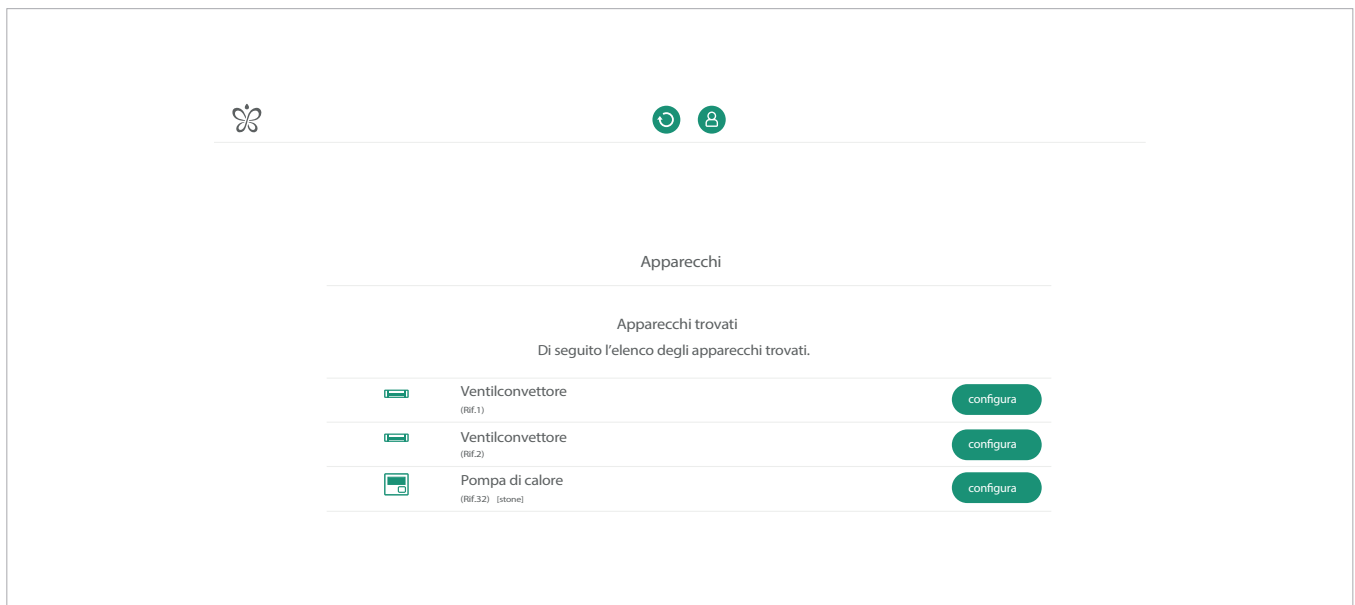 Apparecchi
Apparecchi trovati
Di seguito l'elenco degli apparecchi trovati.
Ventilconvettore
(Rif.1)
configura
Ventilconvettore
(Rif.2)
configura
Pompa di calore
(Rif.32) [stone]
configura